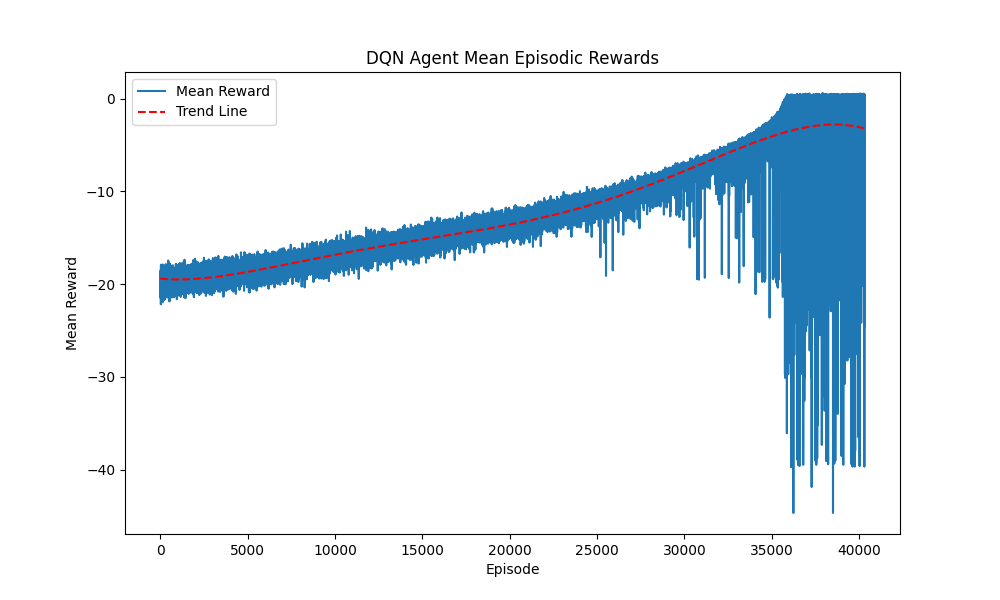 DQN Agent Mean Episodic Rewards
Mean Reward
Trend Line
0
−10
−20
−30
−40
Mean Reward
0
5000
10000
15000
20000
25000
30000
35000
40000
Episode